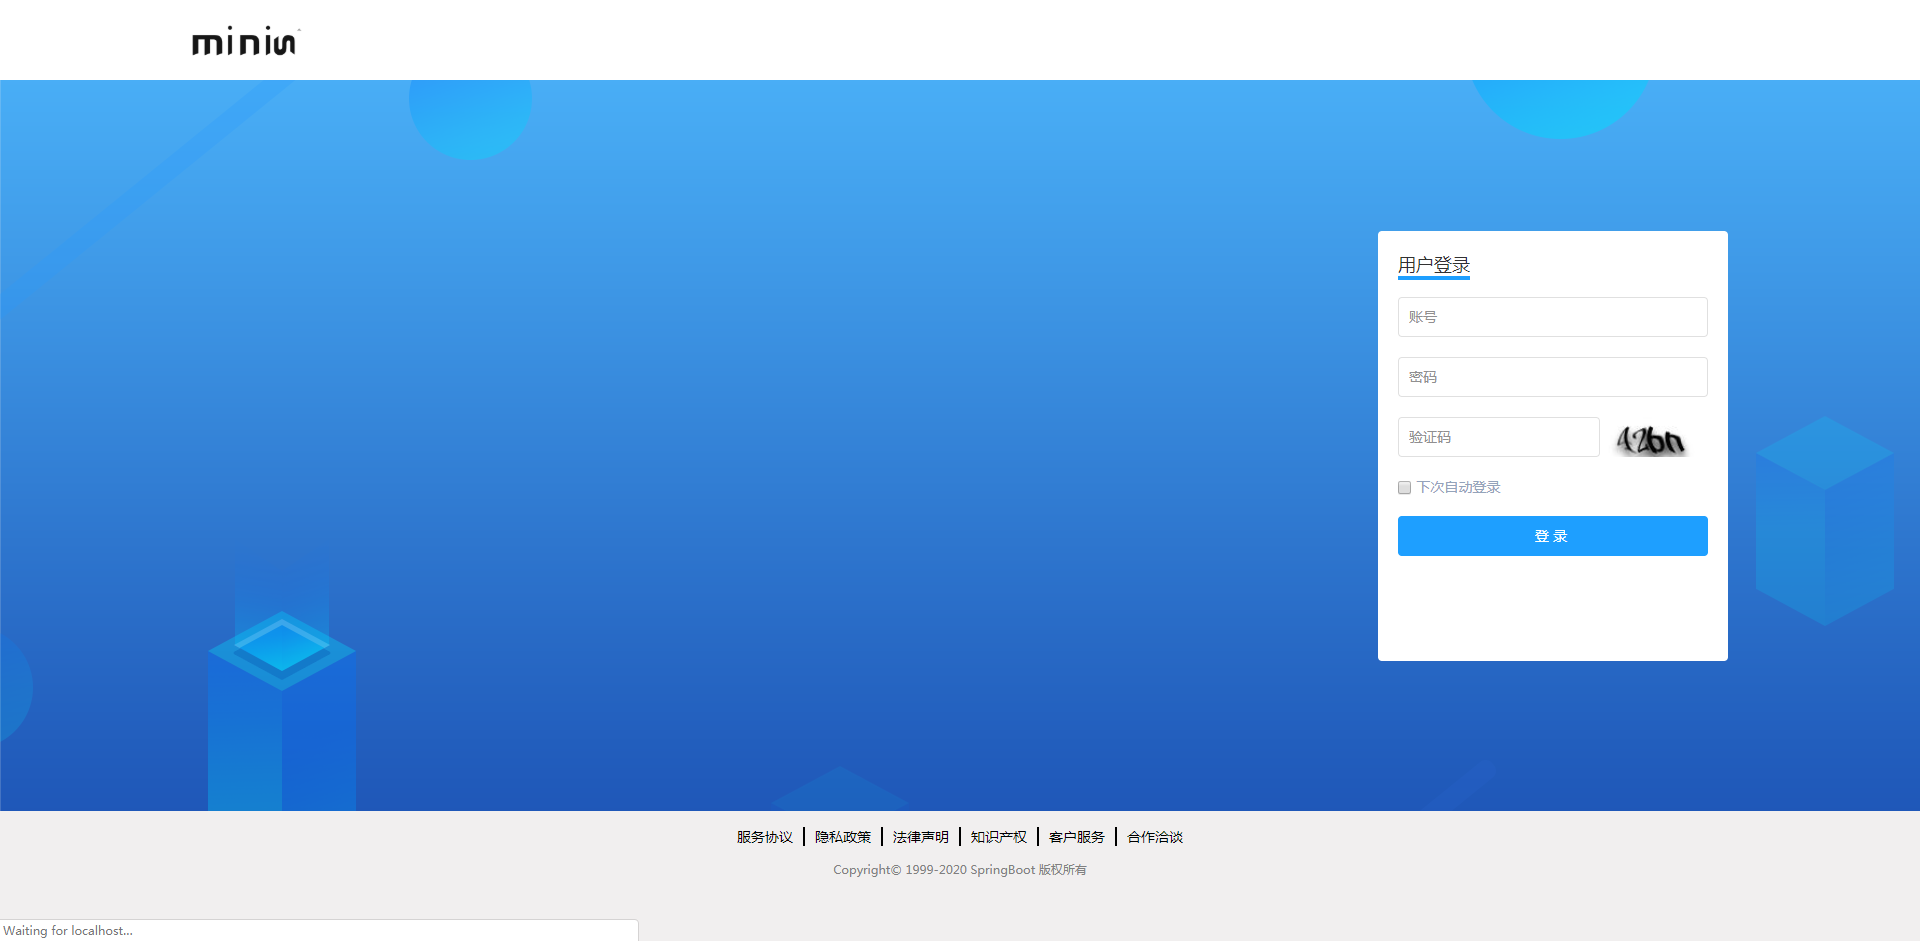 minis
用户登录
账号
密码
验证码
42bn
下次自动登录
登 录
服务协议 隐私政策 法律声明 知识产权 客户服务 合作洽谈
Copyright© 1999-2020 SpringBoot 版权所有
Waiting for localhost...